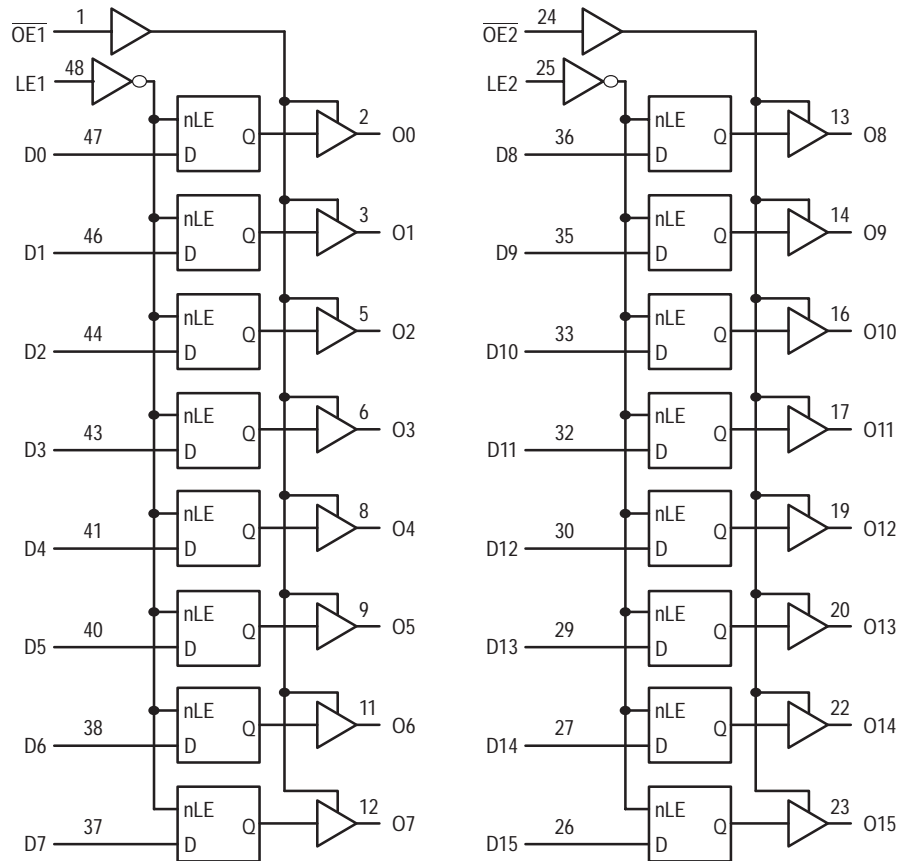 OE1 1
LE1 48
nLE Q 2 O0
D0 47 D
nLE Q 3 O1
D1 46 D
nLE Q 5 O2
D2 44 D
nLE Q 6 O3
D3 43 D
nLE Q 8 O4
D4 41 D
nLE Q 9 O5
D5 40 D
nLE Q 11 O6
D6 38 D
nLE Q 12 O7
D7 37 D
OE2 24
LE2 25
nLE Q 13 O8
D8 36 D
nLE Q 14 O9
D9 35 D
nLE Q 16 O10
D10 33 D
nLE Q 17 O11
D11 32 D
nLE Q 19 O12
D12 30 D
nLE Q 20 O13
D13 29 D
nLE Q 22 O14
D14 27 D
nLE Q 23 O15
D15 26 D